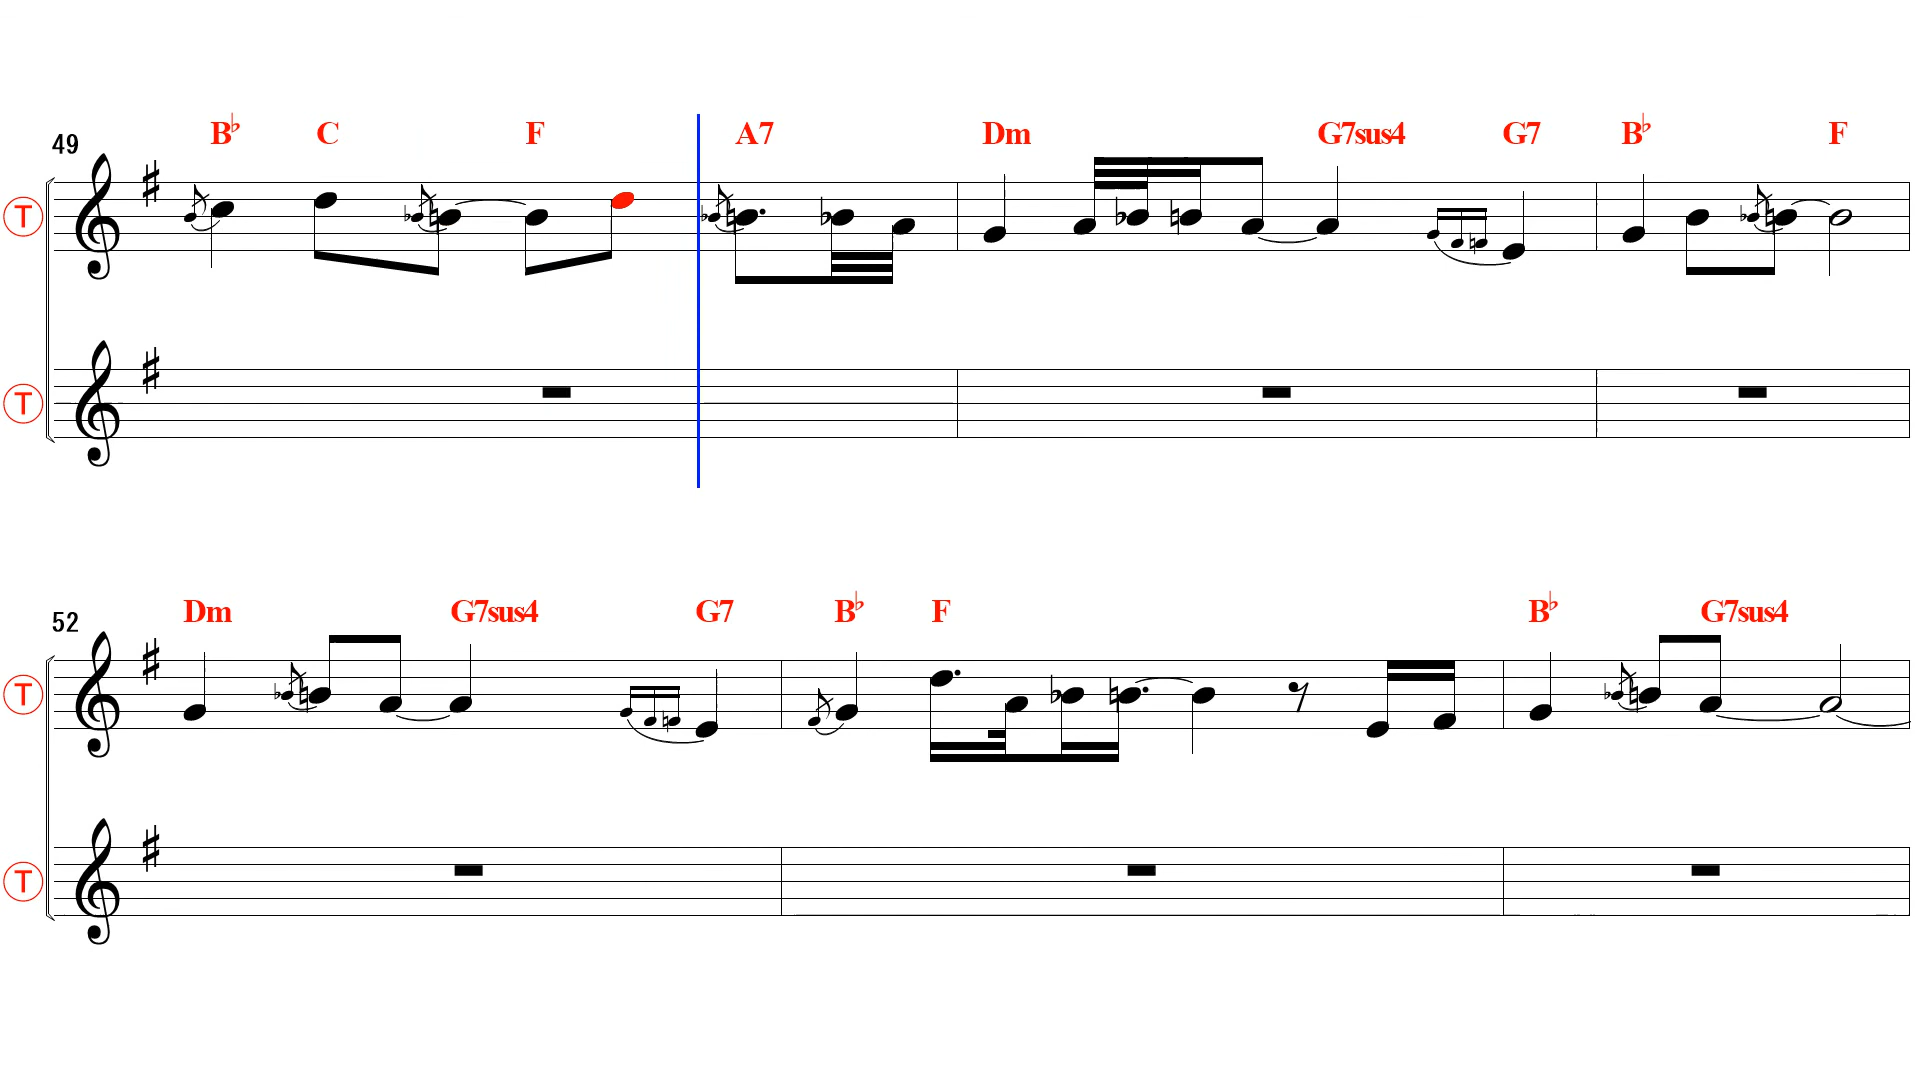 49
B♭ C F A7 Dm G7sus4 G7 B♭ F
T
T
52
Dm G7sus4 G7 B♭ F B♭ G7sus4
T
T